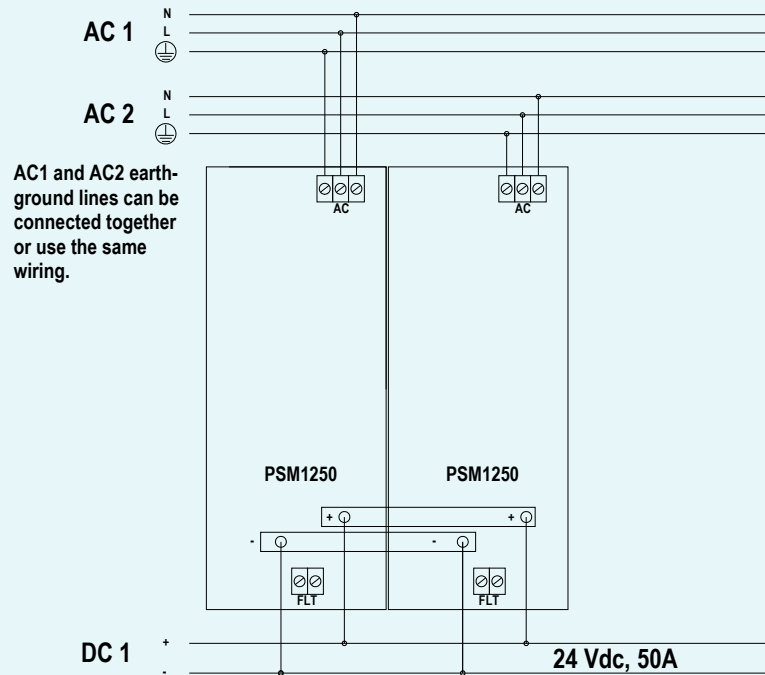 AC 1
N
L
AC 2
N
L
AC1 and AC2 earth-
ground lines can be
connected together
or use the same
wiring.
AC
AC
PSM1250
PSM1250
+
+
-
-
FLT
FLT
DC 1
+
-
24 Vdc, 50A